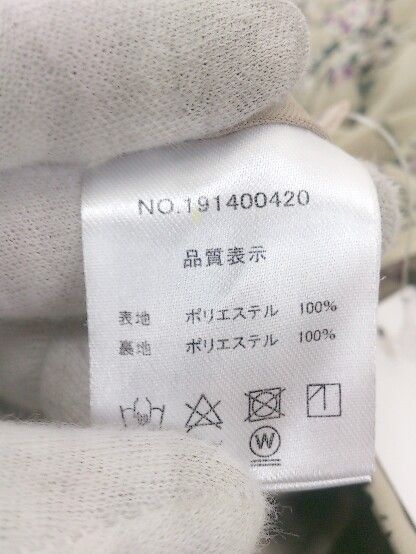 NO.191400420
品質表示
表地 ポリエステル 100%
裏地 ポリエステル 100%
W